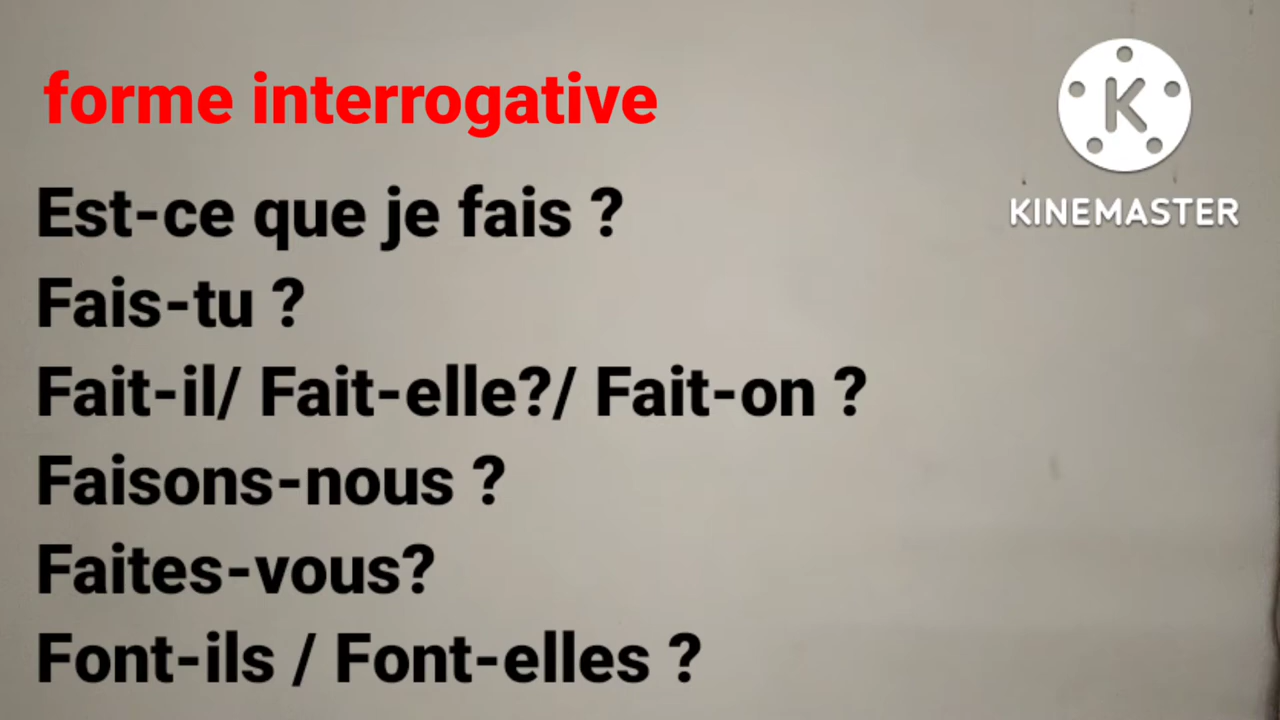 forme interrogative
Est-ce que je fais ?
Fais-tu ?
Fait-il/ Fait-elle?/ Fait-on ?
Faisons-nous ?
Faites-vous?
Font-ils / Font-elles ?
K
KINEMASTER